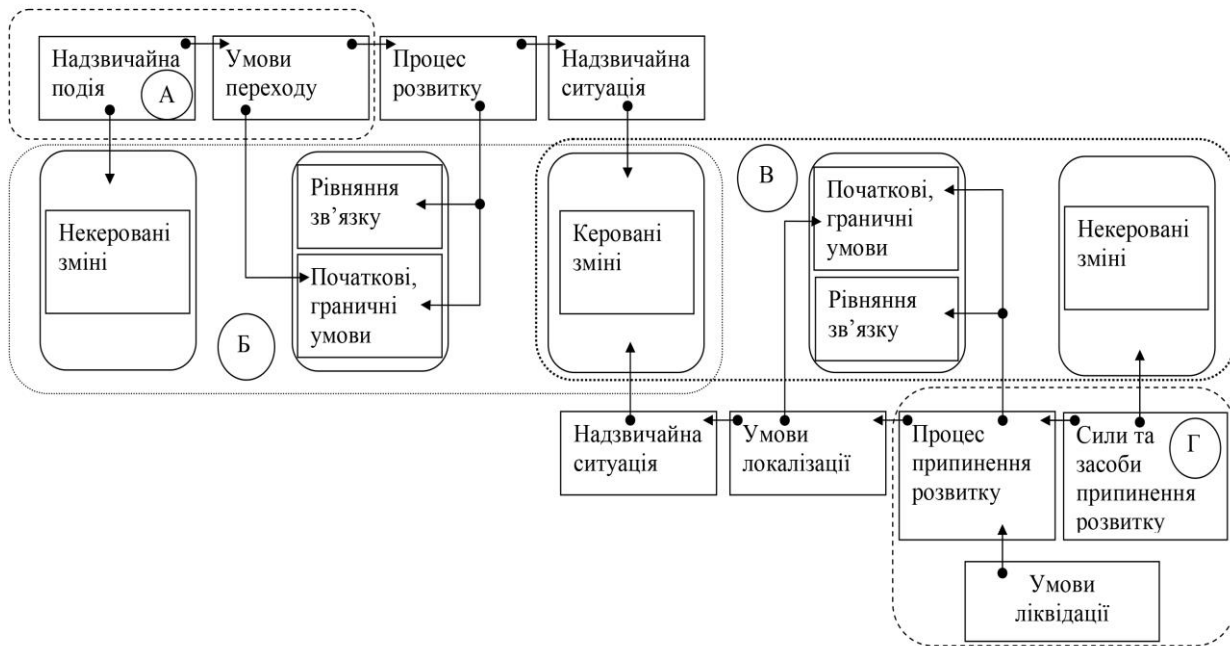 Надзвичайна
подія
А
Умови
переходу
Процес
розвитку
Надзвичайна
ситуація
Некеровані
зміні
Рівняння
зв’язку
Початкові,
граничні
умови
Б
Керовані
зміні
В
Початкові,
граничні
умови
Рівняння
зв’язку
Некеровані
зміні
Надзвичайна
ситуація
Умови
локалізації
Процес
припинення
розвитку
Сили та
засоби
припинення
розвитку
Г
Умови
ліквідації